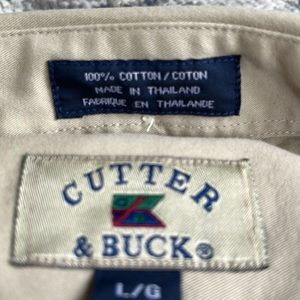 100% COTTON/COTON
MADE IN THAILAND
FABRIQUE EN THAILANDE
CUTTER
& BUCK®
L/G